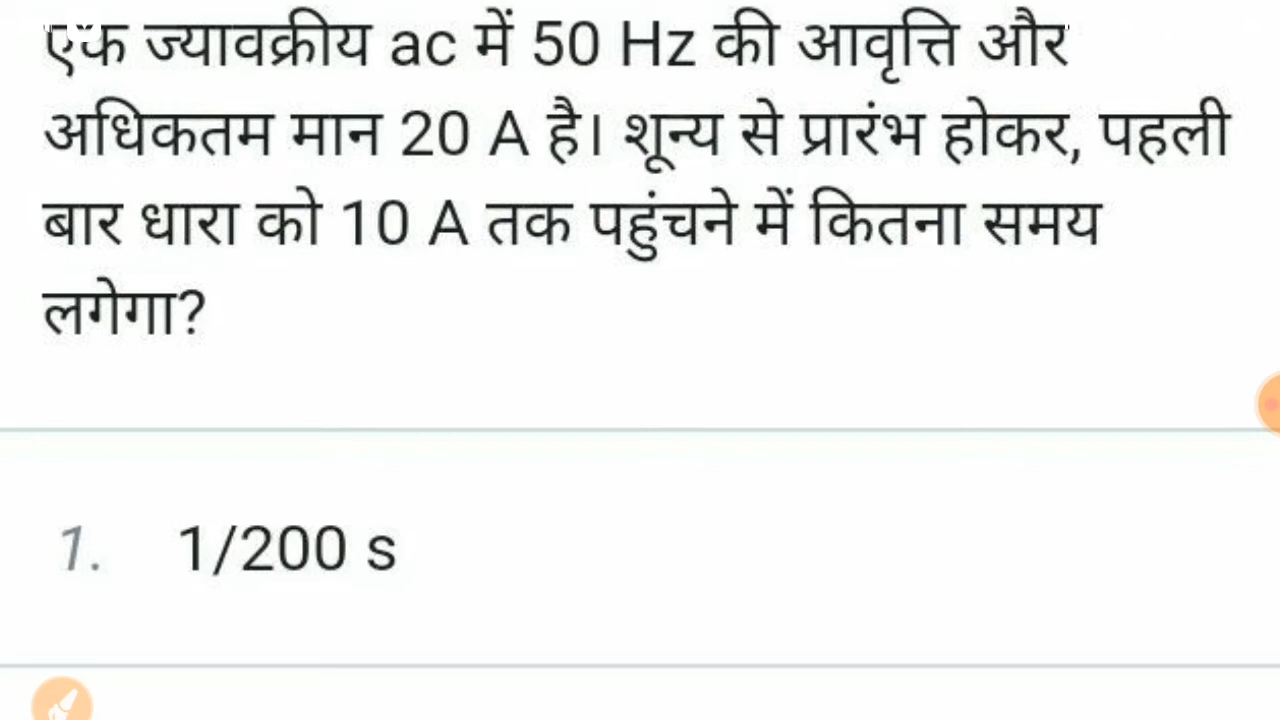 एक ज्यावक्रीय ac में 50 Hz की आवृत्ति और
अधिकतम मान 20 A है। शून्य से प्रारंभ होकर, पहली
बार धारा को 10 A तक पहुंचने में कितना समय
लगेगा?
1. 1/200 s